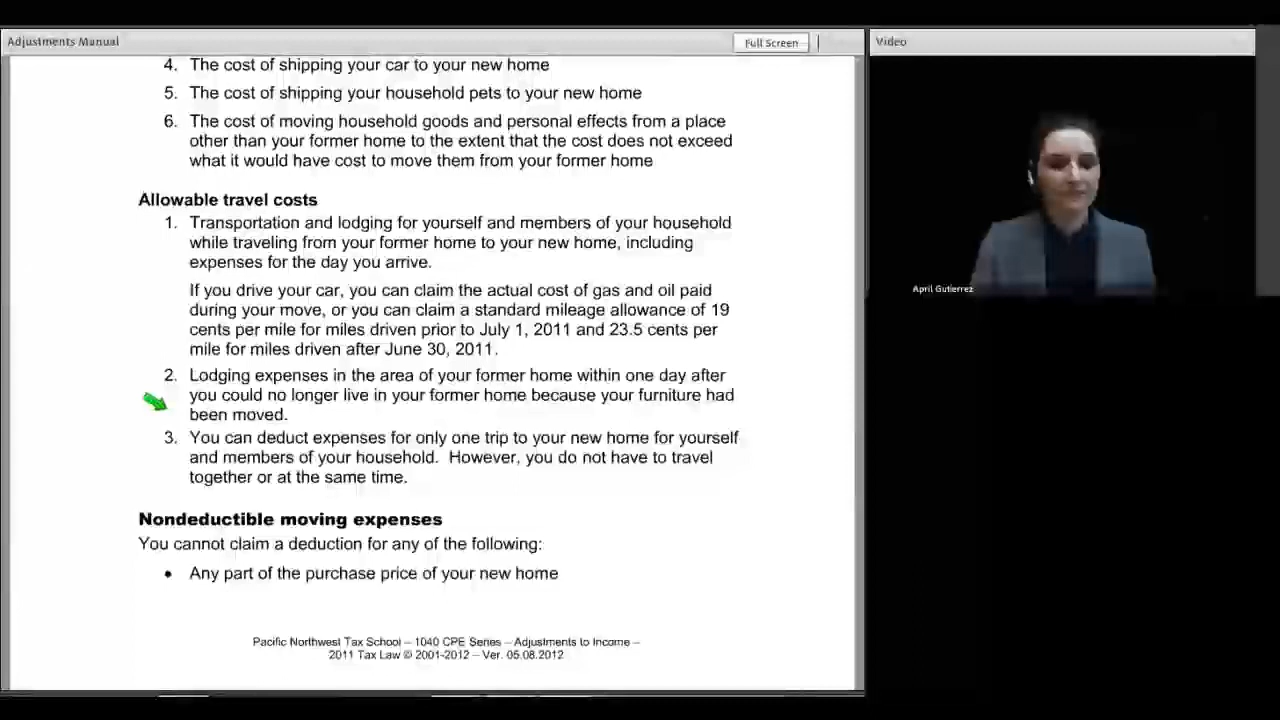 Adjustments Manual
Full Screen
Video
4. The cost of shipping your car to your new home
5. The cost of shipping your household pets to your new home
6. The cost of moving household goods and personal effects from a place
other than your former home to the extent that the cost does not exceed
what it would have cost to move them from your former home
Allowable travel costs
1. Transportation and lodging for yourself and members of your household
while traveling from your former home to your new home, including
expenses for the day you arrive.
If you drive your car, you can claim the actual cost of gas and oil paid
during your move, or you can claim a standard mileage allowance of 19
cents per mile for miles driven prior to July 1, 2011 and 23.5 cents per
mile for miles driven after June 30, 2011.
2. Lodging expenses in the area of your former home within one day after
you could no longer live in your former home because your furniture had
been moved.
3. You can deduct expenses for only one trip to your new home for yourself
and members of your household. However, you do not have to travel
together or at the same time.
Nondeductible moving expenses
You cannot claim a deduction for any of the following:
• Any part of the purchase price of your new home
Pacific Northwest Tax School – 1040 CPE Series – Adjustments to Income –
2011 Tax Law © 2001-2012 – Ver. 05.08.2012
April Gutierrez